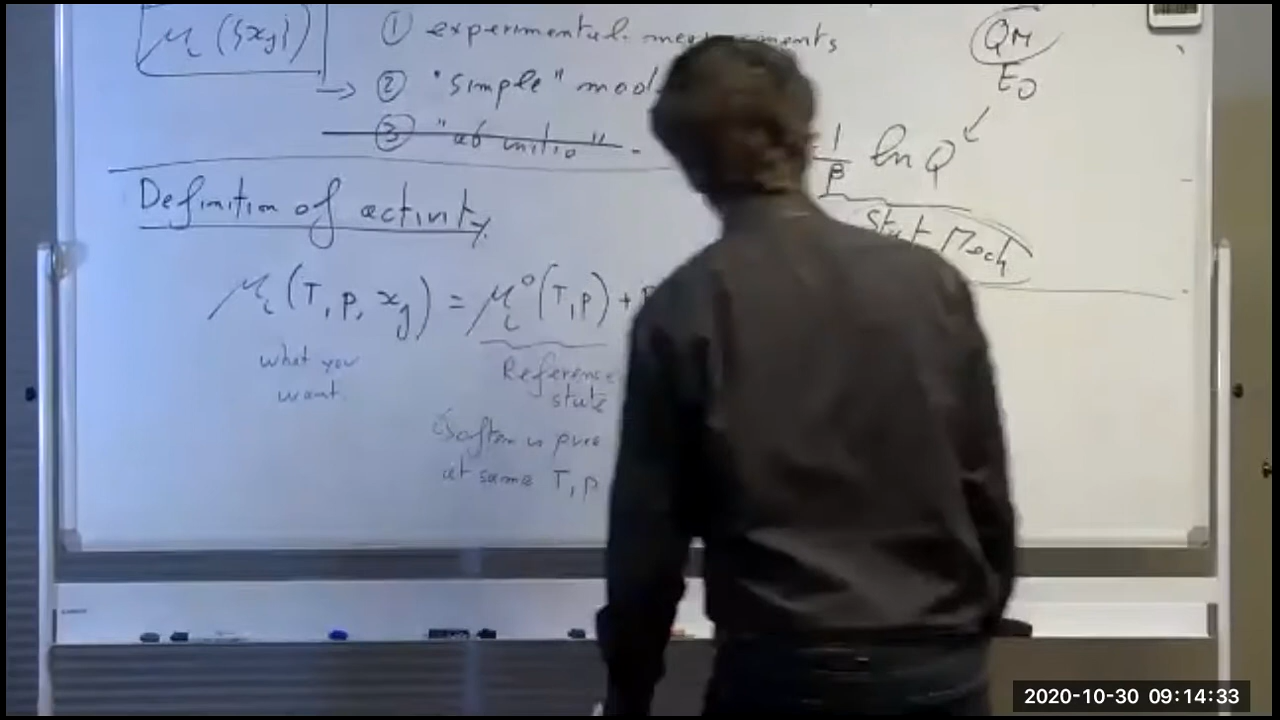 μi ({xj})
① experimental measurements
QM
E0
→ ② "simple" mod
③ "ab initio"
1/β ln Q
Stat Mech
Definition of activity
μi (T, p, xj) = μi° (T, p) +
what you
want.
Reference
state
often is pure
at same T, p
2020-10-30 09:14:33